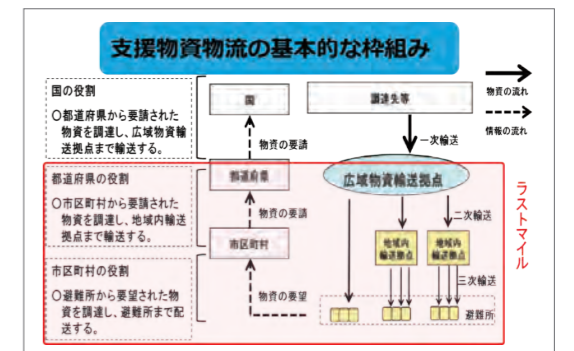 支援物資物流の基本的な枠組み
国の役割
○都道府県から要請された
物資を調達し、広域物資輸
送拠点まで輸送する。
都道府県の役割
○市区町村から要請された
物資を調達し、地域内輸送
拠点まで輸送する。
市区町村の役割
○避難所から要望された物
資を調達し、避難所まで配
送する。
国
物資の要請
都道府県
物資の要請
市区町村
物資の要望
調達先等
一次輸送
広域物資輸送拠点
二次輸送
地域内
輸送拠点
地域内
輸送拠点
三次輸送
避難所
物資の流れ
情報の流れ
ラストマイル